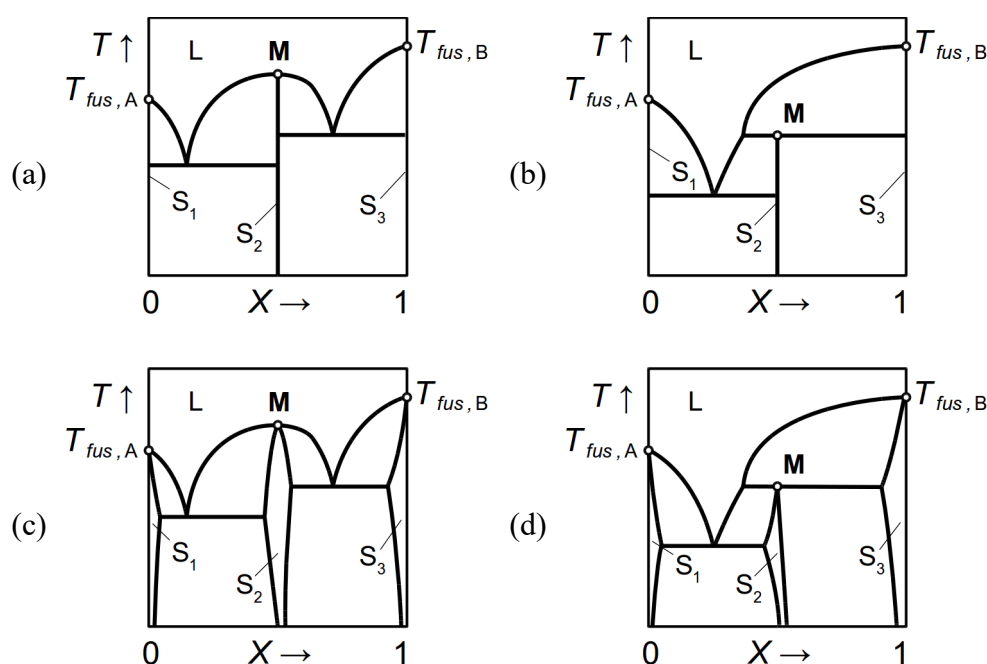 T ↑ L M T fus, B
T fus, A
(a)
S1
S2
S3
0 X → 1
T ↑ L T fus, B
T fus, A
M
(b)
S1
S2
S3
0 X → 1
T ↑ L M T fus, B
T fus, A
(c)
S1
S2
S3
0 X → 1
T ↑ L T fus, B
T fus, A
M
(d)
S1
S2
S3
0 X → 1